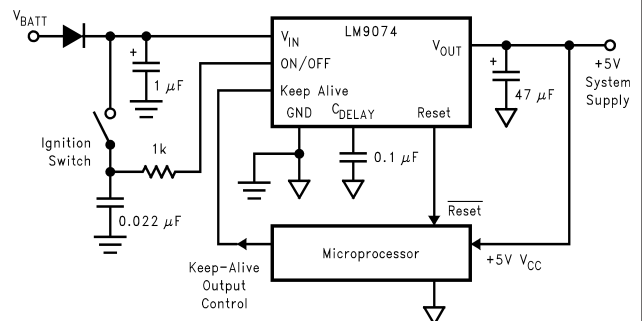 V_BATT
V_IN
LM9074
V_OUT
ON/OFF
Keep Alive
GND
C_DELAY
Reset
+
1 μF
+
47 μF
+5V
System
Supply
Ignition
Switch
1k
0.1 μF
0.022 μF
Reset
Microprocessor
+5V V_CC
Keep-Alive
Output
Control